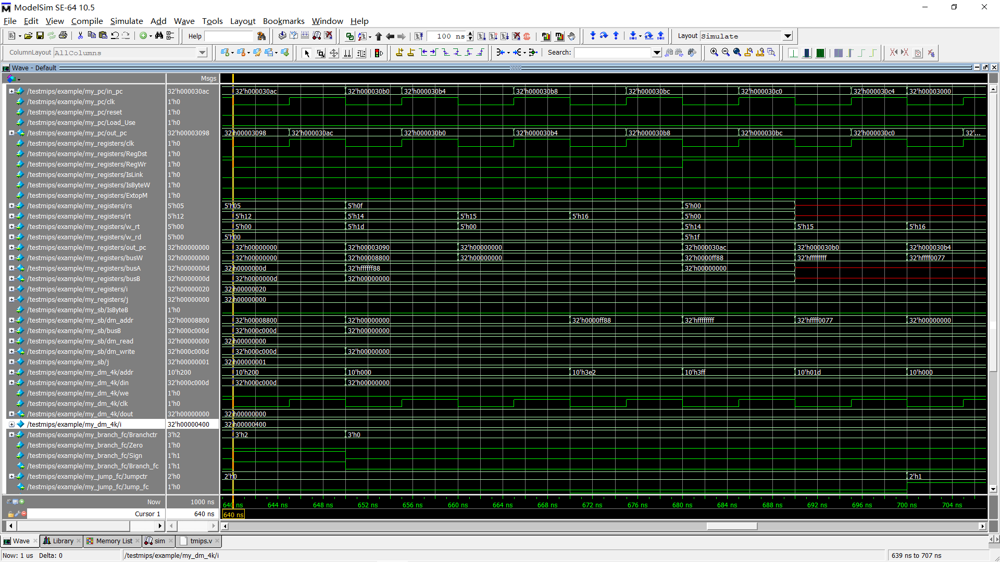 ModelSim SE-64 10.5
File Edit View Compile Simulate Add Wave Tools Layout Bookmarks Window Help
Help 100 ns Layout Simulate
ColumnLayout AllColumns Search:
Wave - Default
Msgs
/testmips/example/my_pc/in_pc 32'h000030ac 32'h000030ac 32'h000030b0 32'h000030b4 32'h000030b8 32'h000030bc 32'h000030c0 32'h000030c4 32'h00003000
/testmips/example/my_pc/clk 1'h0
/testmips/example/my_pc/reset 1'h0
/testmips/example/my_pc/Load_Use 1'h0
/testmips/example/my_pc/out_pc 32'h00003098 32'h00003098 32'h000030ac 32'h000030b0 32'h000030b4 32'h000030b8 32'h000030bc 32'h000030c0 32'...
/testmips/example/my_registers/clk 1'h0
/testmips/example/my_registers/RegDst 1'h0
/testmips/example/my_registers/RegWr 1'h0
/testmips/example/my_registers/IsLink 1'h0
/testmips/example/my_registers/IsByteW 1'h0
/testmips/example/my_registers/ExtopM 1'h0
/testmips/example/my_registers/rs 5'h05 5'h05 5'h0f 5'h00
/testmips/example/my_registers/rt 5'h12 5'h12 5'h14 5'h15 5'h16 5'h00
/testmips/example/my_registers/w_rt 5'h00 5'h00 5'h1d 5'h00 5'h14 5'h15 5'h16
/testmips/example/my_registers/w_rd 5'h00 5'h00 5'h1f
/testmips/example/my_registers/out_pc 32'h00000000 32'h00000000 32'h00003090 32'h00000000 32'h000030ac 32'h000030b0 32'h000030b4
/testmips/example/my_registers/busW 32'h00000000 32'h00000000 32'h00008800 32'h00000000 32'h0000ff88 32'hffffffff 32'hffff0077
/testmips/example/my_registers/busA 32'h0000000d 32'h0000000d 32'hffffff88 32'h00000000
/testmips/example/my_registers/busB 32'h0000000d 32'h0000000d 32'h00000000
/testmips/example/my_registers/i 32'h00000020 32'h00000020
/testmips/example/my_registers/j 32'h00000000 32'h00000000
/testmips/example/my_sb/IsByteB 1'h0
/testmips/example/my_sb/dm_addr 32'h00008800 32'h00008800 32'h00000000 32'h0000ff88 32'hffffffff 32'hffff0077 32'h00000000
/testmips/example/my_sb/busB 32'h000c000d 32'h000c000d 32'h00000000
/testmips/example/my_sb/dm_read 32'h00000000 32'h00000000
/testmips/example/my_sb/dm_write 32'h000c000d 32'h000c000d 32'h00000000
/testmips/example/my_sb/j 32'h00000001 32'h00000001
/testmips/example/my_dm_4k/addr 10'h200 10'h200 10'h000 10'h3e2 10'h3ff 10'h01d 10'h000
/testmips/example/my_dm_4k/din 32'h000c000d 32'h000c000d 32'h00000000
/testmips/example/my_dm_4k/we 1'h0
/testmips/example/my_dm_4k/clk 1'h0
/testmips/example/my_dm_4k/dout 32'h00000000 32'h00000000
/testmips/example/my_dm_4k/i 32'h00000400 32'h00000400
/testmips/example/my_branch_fc/Branchctr 3'h2 3'h2 3'h0
/testmips/example/my_branch_fc/Zero 1'h0
/testmips/example/my_branch_fc/Sign 1'h1
/testmips/example/my_branch_fc/Branch_fc 1'h1
/testmips/example/my_jump_fc/Jumpctr 2'h0 2'h0 2'h1
/testmips/example/my_jump_fc/Jump_fc 1'h0
Now 1000 ns 640 ns 644 ns 648 ns 652 ns 656 ns 660 ns 664 ns 668 ns 672 ns 676 ns 680 ns 684 ns 688 ns 692 ns 696 ns 700 ns 704 ns
Cursor 1 640 ns 640 ns
Wave Library Memory List sim tmips.v
Now: 1 us Delta: 0 /testmips/example/my_dm_4k/i 639 ns to 707 ns